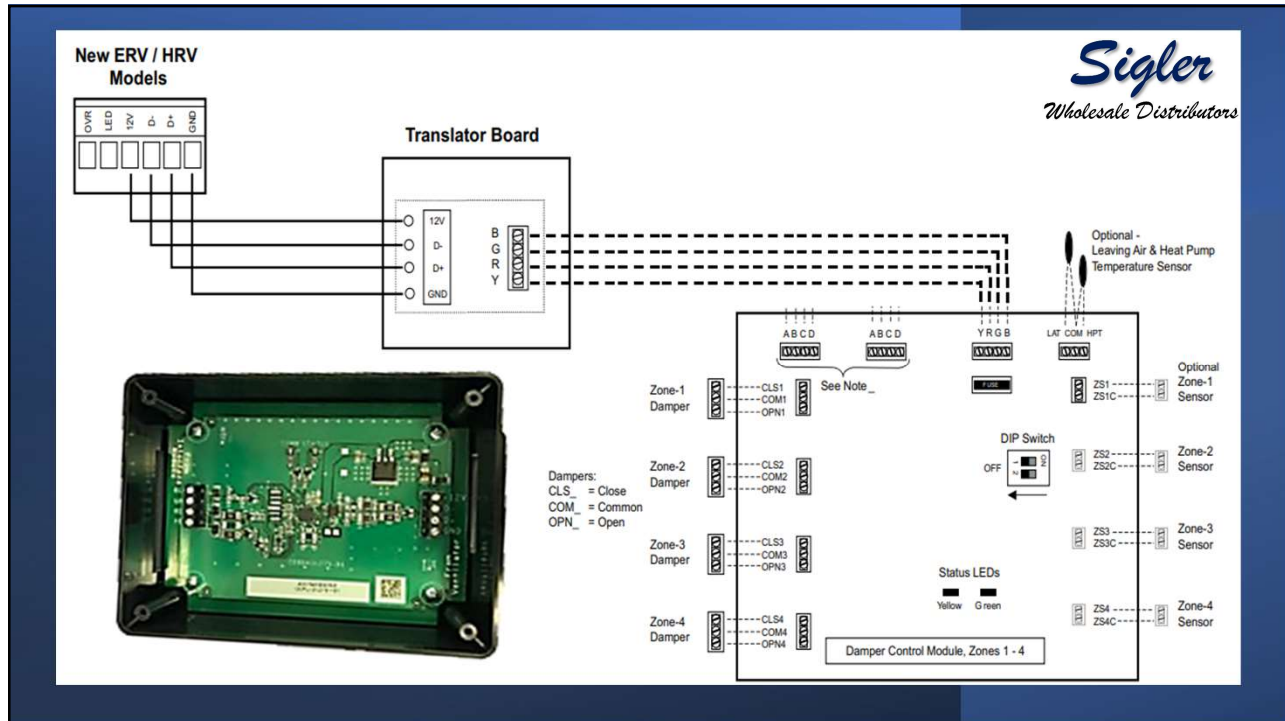 New ERV / HRV
Models
OVR
LED
12V
D-
D+
GND
Sigler
Wholesale Distributors
Translator Board
12V
D-
D+
GND
B
G
R
Y
Optional -
Leaving Air & Heat Pump
Temperature Sensor
A B C D
A B C D
Y R G B
LAT COM HPT
See Note _
FUSE
Zone-1
Damper
CLS1
COM1
OPN1
Zone-2
Damper
CLS2
COM2
OPN2
Zone-3
Damper
CLS3
COM3
OPN3
Zone-4
Damper
CLS4
COM4
OPN4
Dampers:
CLS_ = Close
COM_ = Common
OPN_ = Open
DIP Switch
OFF
ON
1
2
Status LEDs
Yellow
Green
Damper Control Module, Zones 1 - 4
Optional
ZS1
ZS1C
Zone-1
Sensor
ZS2
ZS2C
Zone-2
Sensor
ZS3
ZS3C
Zone-3
Sensor
ZS4
ZS4C
Zone-4
Sensor